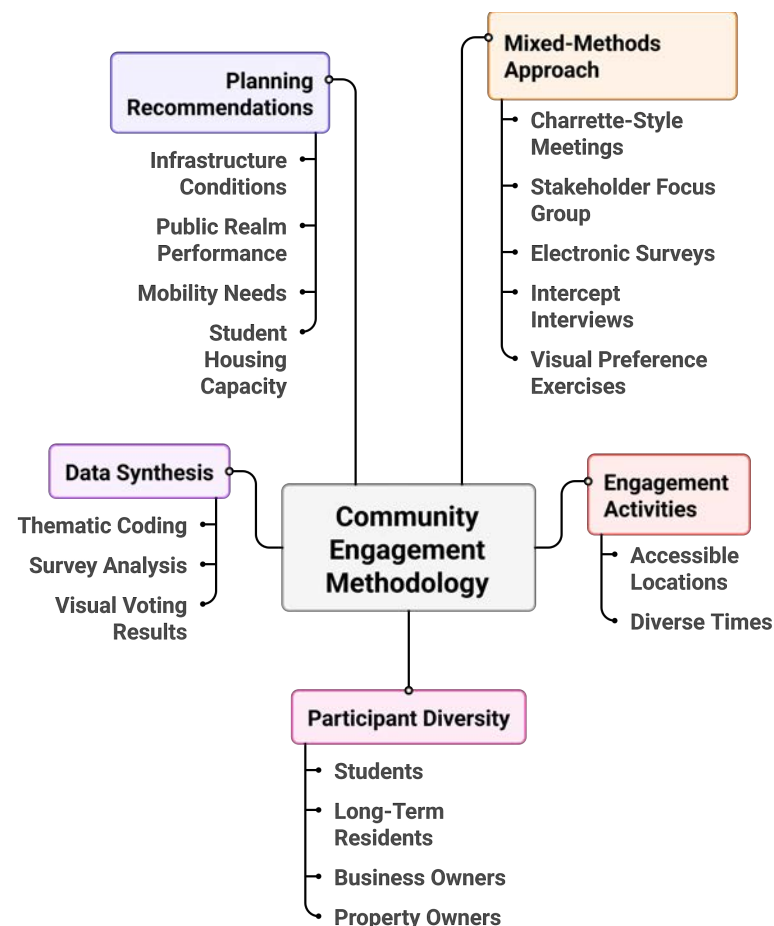 Mixed-Methods
Approach
Charrette-Style
Meetings
Stakeholder Focus
Group
Electronic Surveys
Intercept
Interviews
Visual Preference
Exercises
Planning
Recommendations
Infrastructure
Conditions
Public Realm
Performance
Mobility Needs
Student
Housing
Capacity
Data Synthesis
Thematic Coding
Survey Analysis
Visual Voting
Results
Community
Engagement
Methodology
Engagement
Activities
Accessible
Locations
Diverse Times
Participant Diversity
Students
Long-Term
Residents
Business Owners
Property Owners